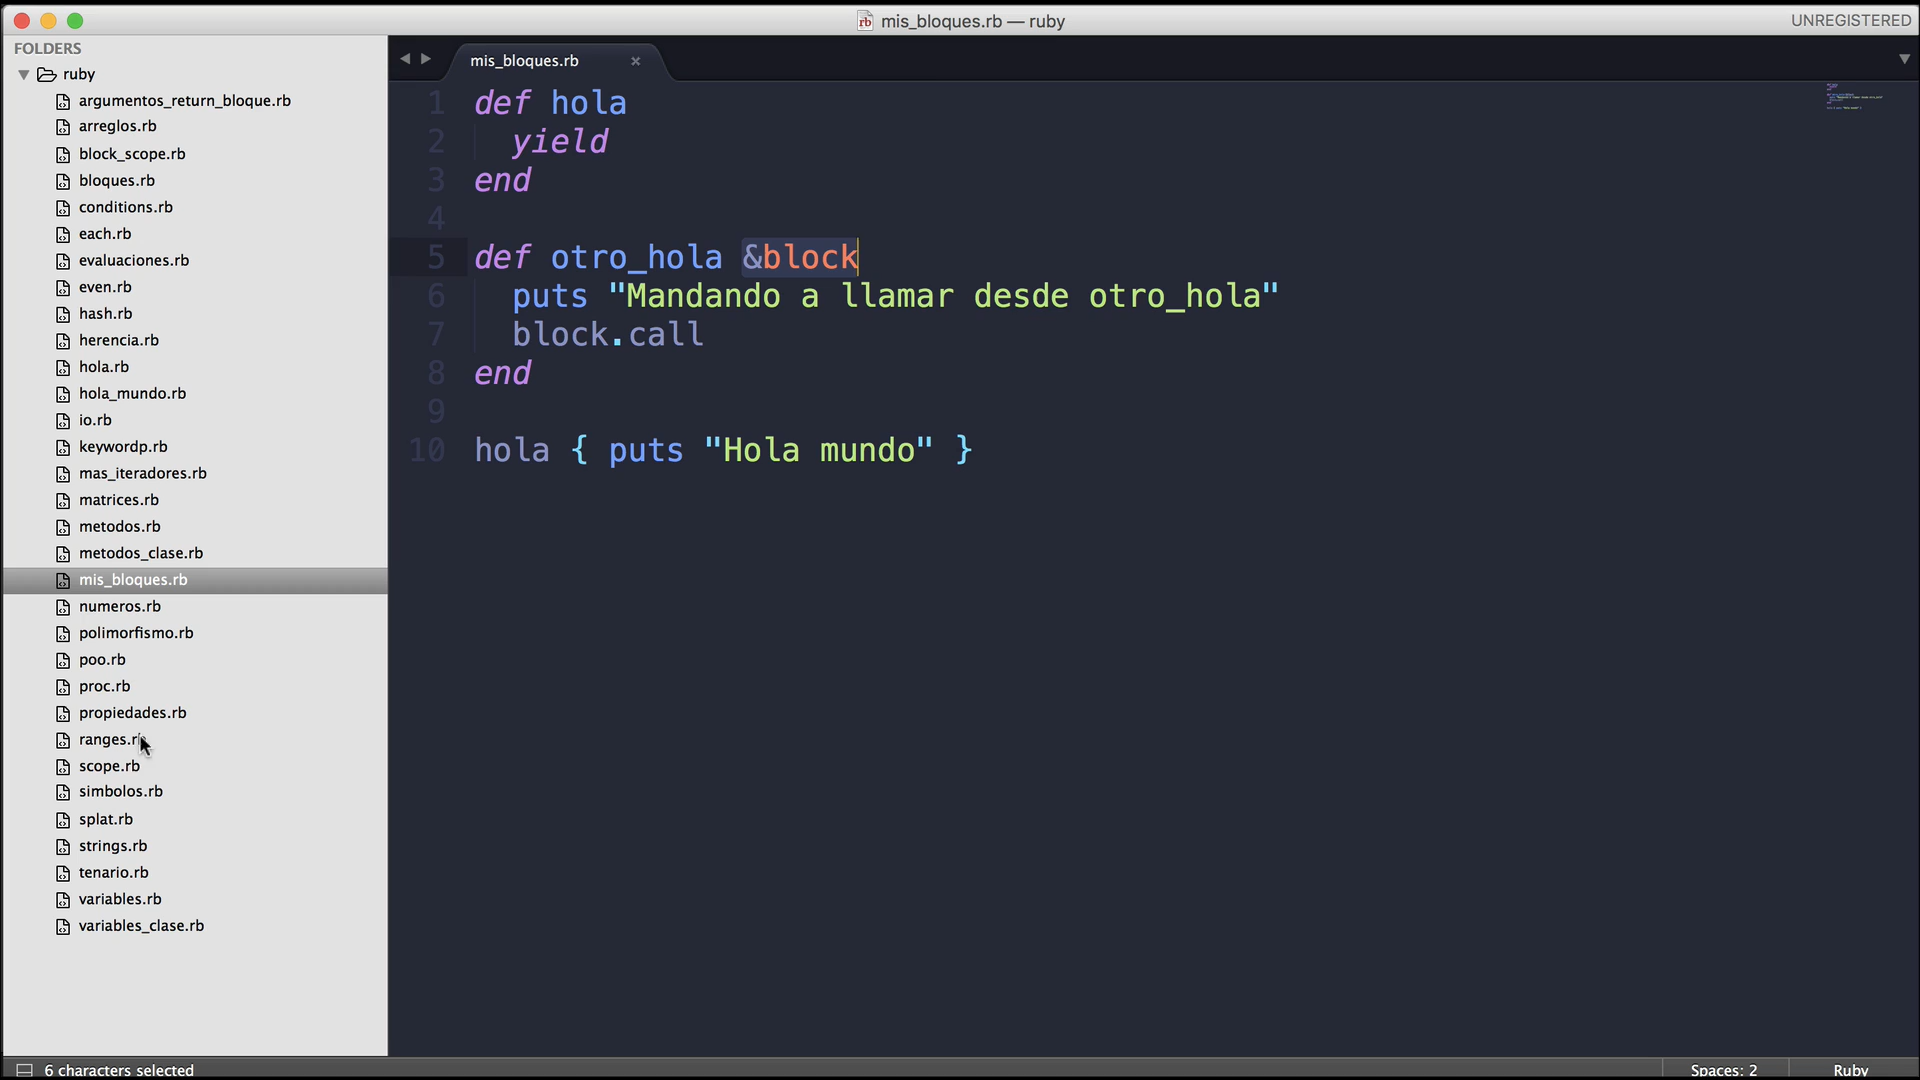 mis_bloques.rb — ruby
UNREGISTERED
FOLDERS
ruby
argumentos_return_bloque.rb
arreglos.rb
block_scope.rb
bloques.rb
conditions.rb
each.rb
evaluaciones.rb
even.rb
hash.rb
herencia.rb
hola.rb
hola_mundo.rb
io.rb
keywordp.rb
mas_iteradores.rb
matrices.rb
metodos.rb
metodos_clase.rb
mis_bloques.rb
numeros.rb
polimorfismo.rb
poo.rb
proc.rb
propiedades.rb
ranges.rb
scope.rb
simbolos.rb
splat.rb
strings.rb
tenario.rb
variables.rb
variables_clase.rb
mis_bloques.rb
1 def hola
2 yield
3 end
4
5 def otro_hola &block
6 puts "Mandando a llamar desde otro_hola"
7 block.call
8 end
9
10 hola { puts "Hola mundo" }
6 characters selected
Spaces: 2
Ruby